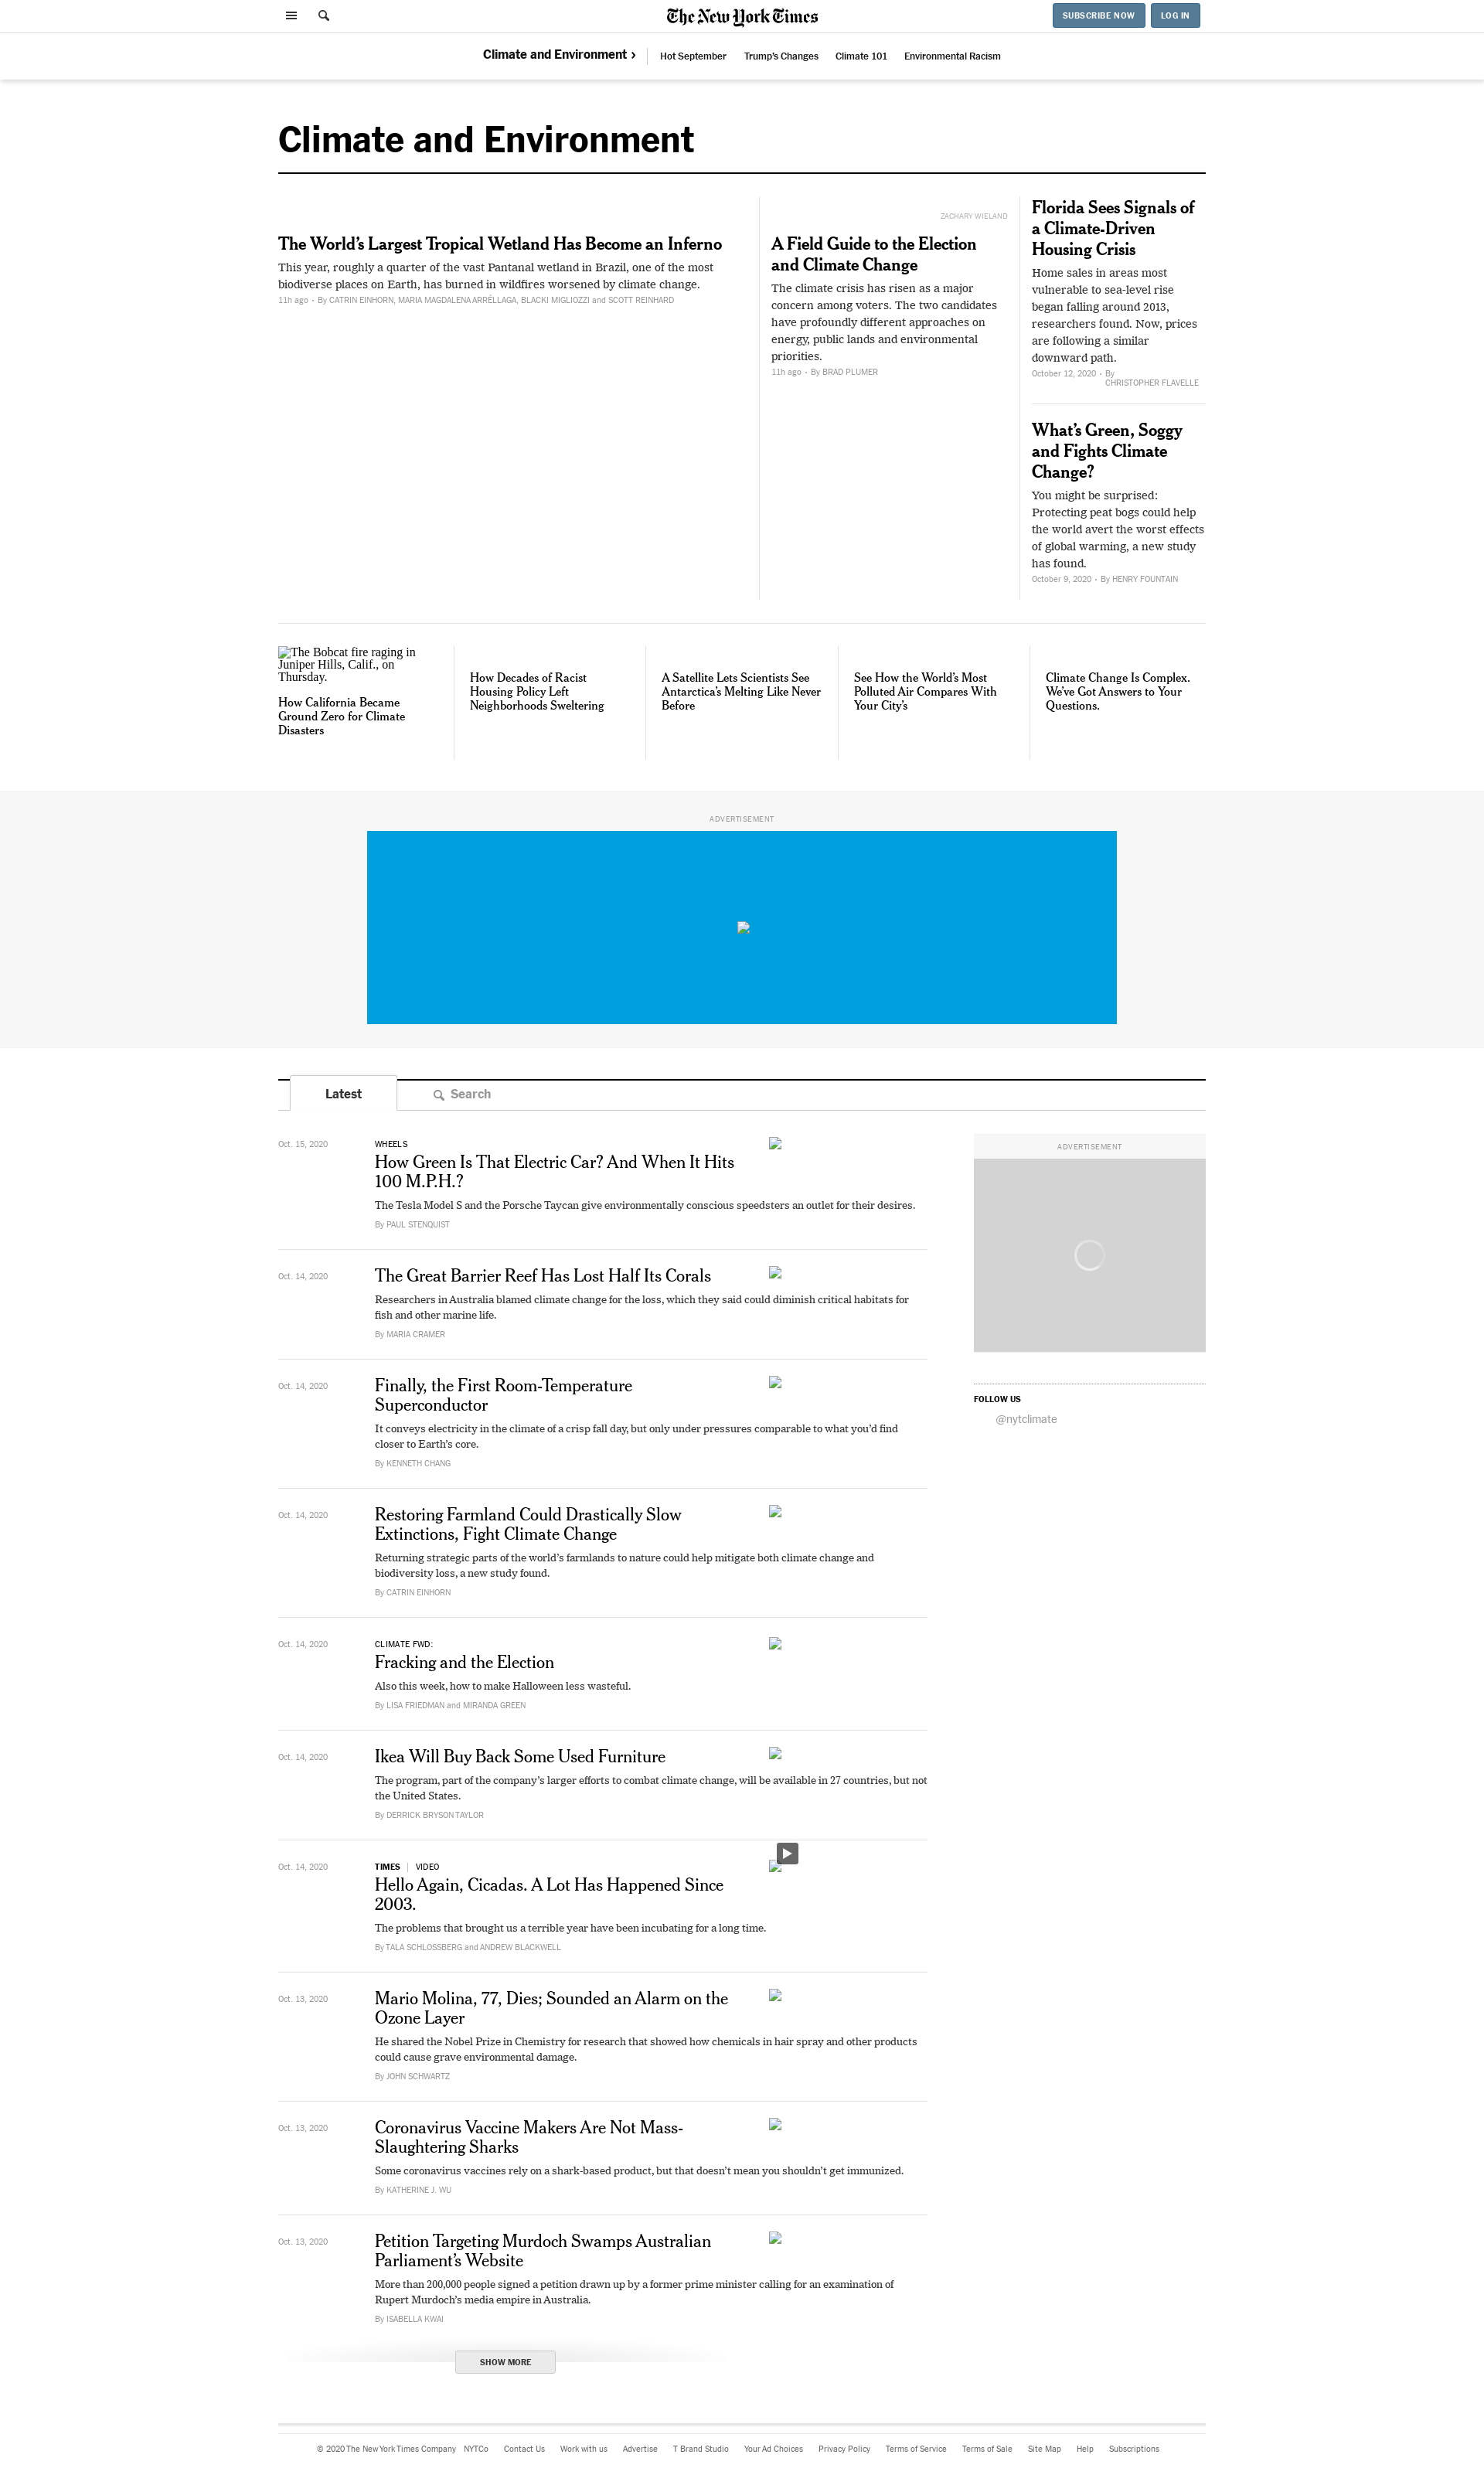 The New York Times
SUBSCRIBE NOW
LOG IN
Climate and Environment ›
Hot September
Trump's Changes
Climate 101
Environmental Racism
Climate and Environment
The World's Largest Tropical Wetland Has Become an Inferno
This year, roughly a quarter of the vast Pantanal wetland in Brazil, one of the most
biodiverse places on Earth, has burned in wildfires worsened by climate change.
11h ago • By CATRIN EINHORN, MARIA MAGDALENA ARRÉLLAGA, BLACKI MIGLIOZZI and SCOTT REINHARD
ZACHARY WIELAND
A Field Guide to the Election
and Climate Change
The climate crisis has risen as a major
concern among voters. The two candidates
have profoundly different approaches on
energy, public lands and environmental
priorities.
11h ago • By BRAD PLUMER
Florida Sees Signals of
a Climate-Driven
Housing Crisis
Home sales in areas most
vulnerable to sea-level rise
began falling around 2013,
researchers found. Now, prices
are following a similar
downward path.
October 12, 2020 • By
CHRISTOPHER FLAVELLE
What's Green, Soggy
and Fights Climate
Change?
You might be surprised:
Protecting peat bogs could help
the world avert the worst effects
of global warming, a new study
has found.
October 9, 2020 • By HENRY FOUNTAIN
The Bobcat fire raging in
Juniper Hills, Calif., on
Thursday.
How California Became
Ground Zero for Climate
Disasters
How Decades of Racist
Housing Policy Left
Neighborhoods Sweltering
A Satellite Lets Scientists See
Antarctica's Melting Like Never
Before
See How the World's Most
Polluted Air Compares With
Your City's
Climate Change Is Complex.
We've Got Answers to Your
Questions.
ADVERTISEMENT
Latest
Search
Oct. 15, 2020
WHEELS
How Green Is That Electric Car? And When It Hits
100 M.P.H.?
The Tesla Model S and the Porsche Taycan give environmentally conscious speedsters an outlet for their desires.
By PAUL STENQUIST
ADVERTISEMENT
FOLLOW US
@nytclimate
Oct. 14, 2020
The Great Barrier Reef Has Lost Half Its Corals
Researchers in Australia blamed climate change for the loss, which they said could diminish critical habitats for
fish and other marine life.
By MARIA CRAMER
Oct. 14, 2020
Finally, the First Room-Temperature
Superconductor
It conveys electricity in the climate of a crisp fall day, but only under pressures comparable to what you'd find
closer to Earth's core.
By KENNETH CHANG
Oct. 14, 2020
Restoring Farmland Could Drastically Slow
Extinctions, Fight Climate Change
Returning strategic parts of the world's farmlands to nature could help mitigate both climate change and
biodiversity loss, a new study found.
By CATRIN EINHORN
Oct. 14, 2020
CLIMATE FWD:
Fracking and the Election
Also this week, how to make Halloween less wasteful.
By LISA FRIEDMAN and MIRANDA GREEN
Oct. 14, 2020
Ikea Will Buy Back Some Used Furniture
The program, part of the company's larger efforts to combat climate change, will be available in 27 countries, but not
the United States.
By DERRICK BRYSON TAYLOR
Oct. 14, 2020
TIMES | VIDEO
Hello Again, Cicadas. A Lot Has Happened Since
2003.
The problems that brought us a terrible year have been incubating for a long time.
By TALA SCHLOSSBERG and ANDREW BLACKWELL
Oct. 13, 2020
Mario Molina, 77, Dies; Sounded an Alarm on the
Ozone Layer
He shared the Nobel Prize in Chemistry for research that showed how chemicals in hair spray and other products
could cause grave environmental damage.
By JOHN SCHWARTZ
Oct. 13, 2020
Coronavirus Vaccine Makers Are Not Mass-
Slaughtering Sharks
Some coronavirus vaccines rely on a shark-based product, but that doesn't mean you shouldn't get immunized.
By KATHERINE J. WU
Oct. 13, 2020
Petition Targeting Murdoch Swamps Australian
Parliament's Website
More than 200,000 people signed a petition drawn up by a former prime minister calling for an examination of
Rupert Murdoch's media empire in Australia.
By ISABELLA KWAI
SHOW MORE
© 2020 The New York Times Company NYTCo Contact Us Work with us Advertise T Brand Studio Your Ad Choices Privacy Policy Terms of Service Terms of Sale Site Map Help Subscriptions